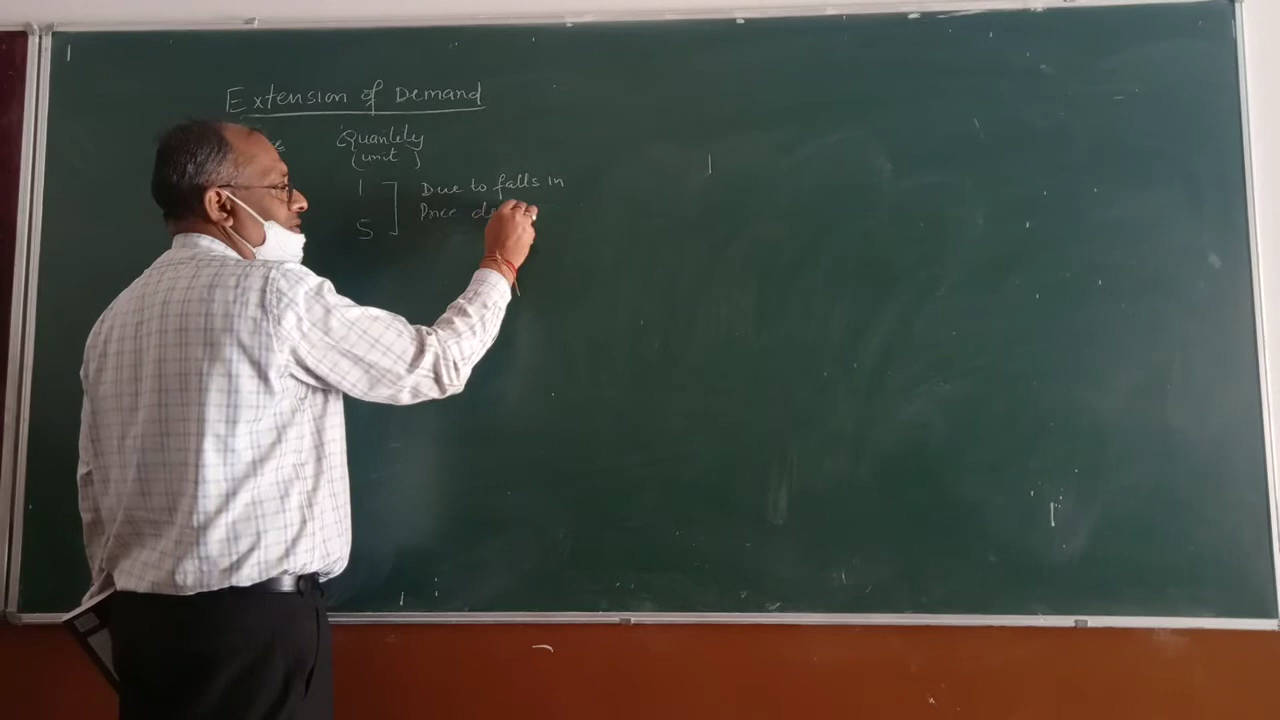 Extension of Demand
Quantity
(unit)
1
Due to falls in
Price
5